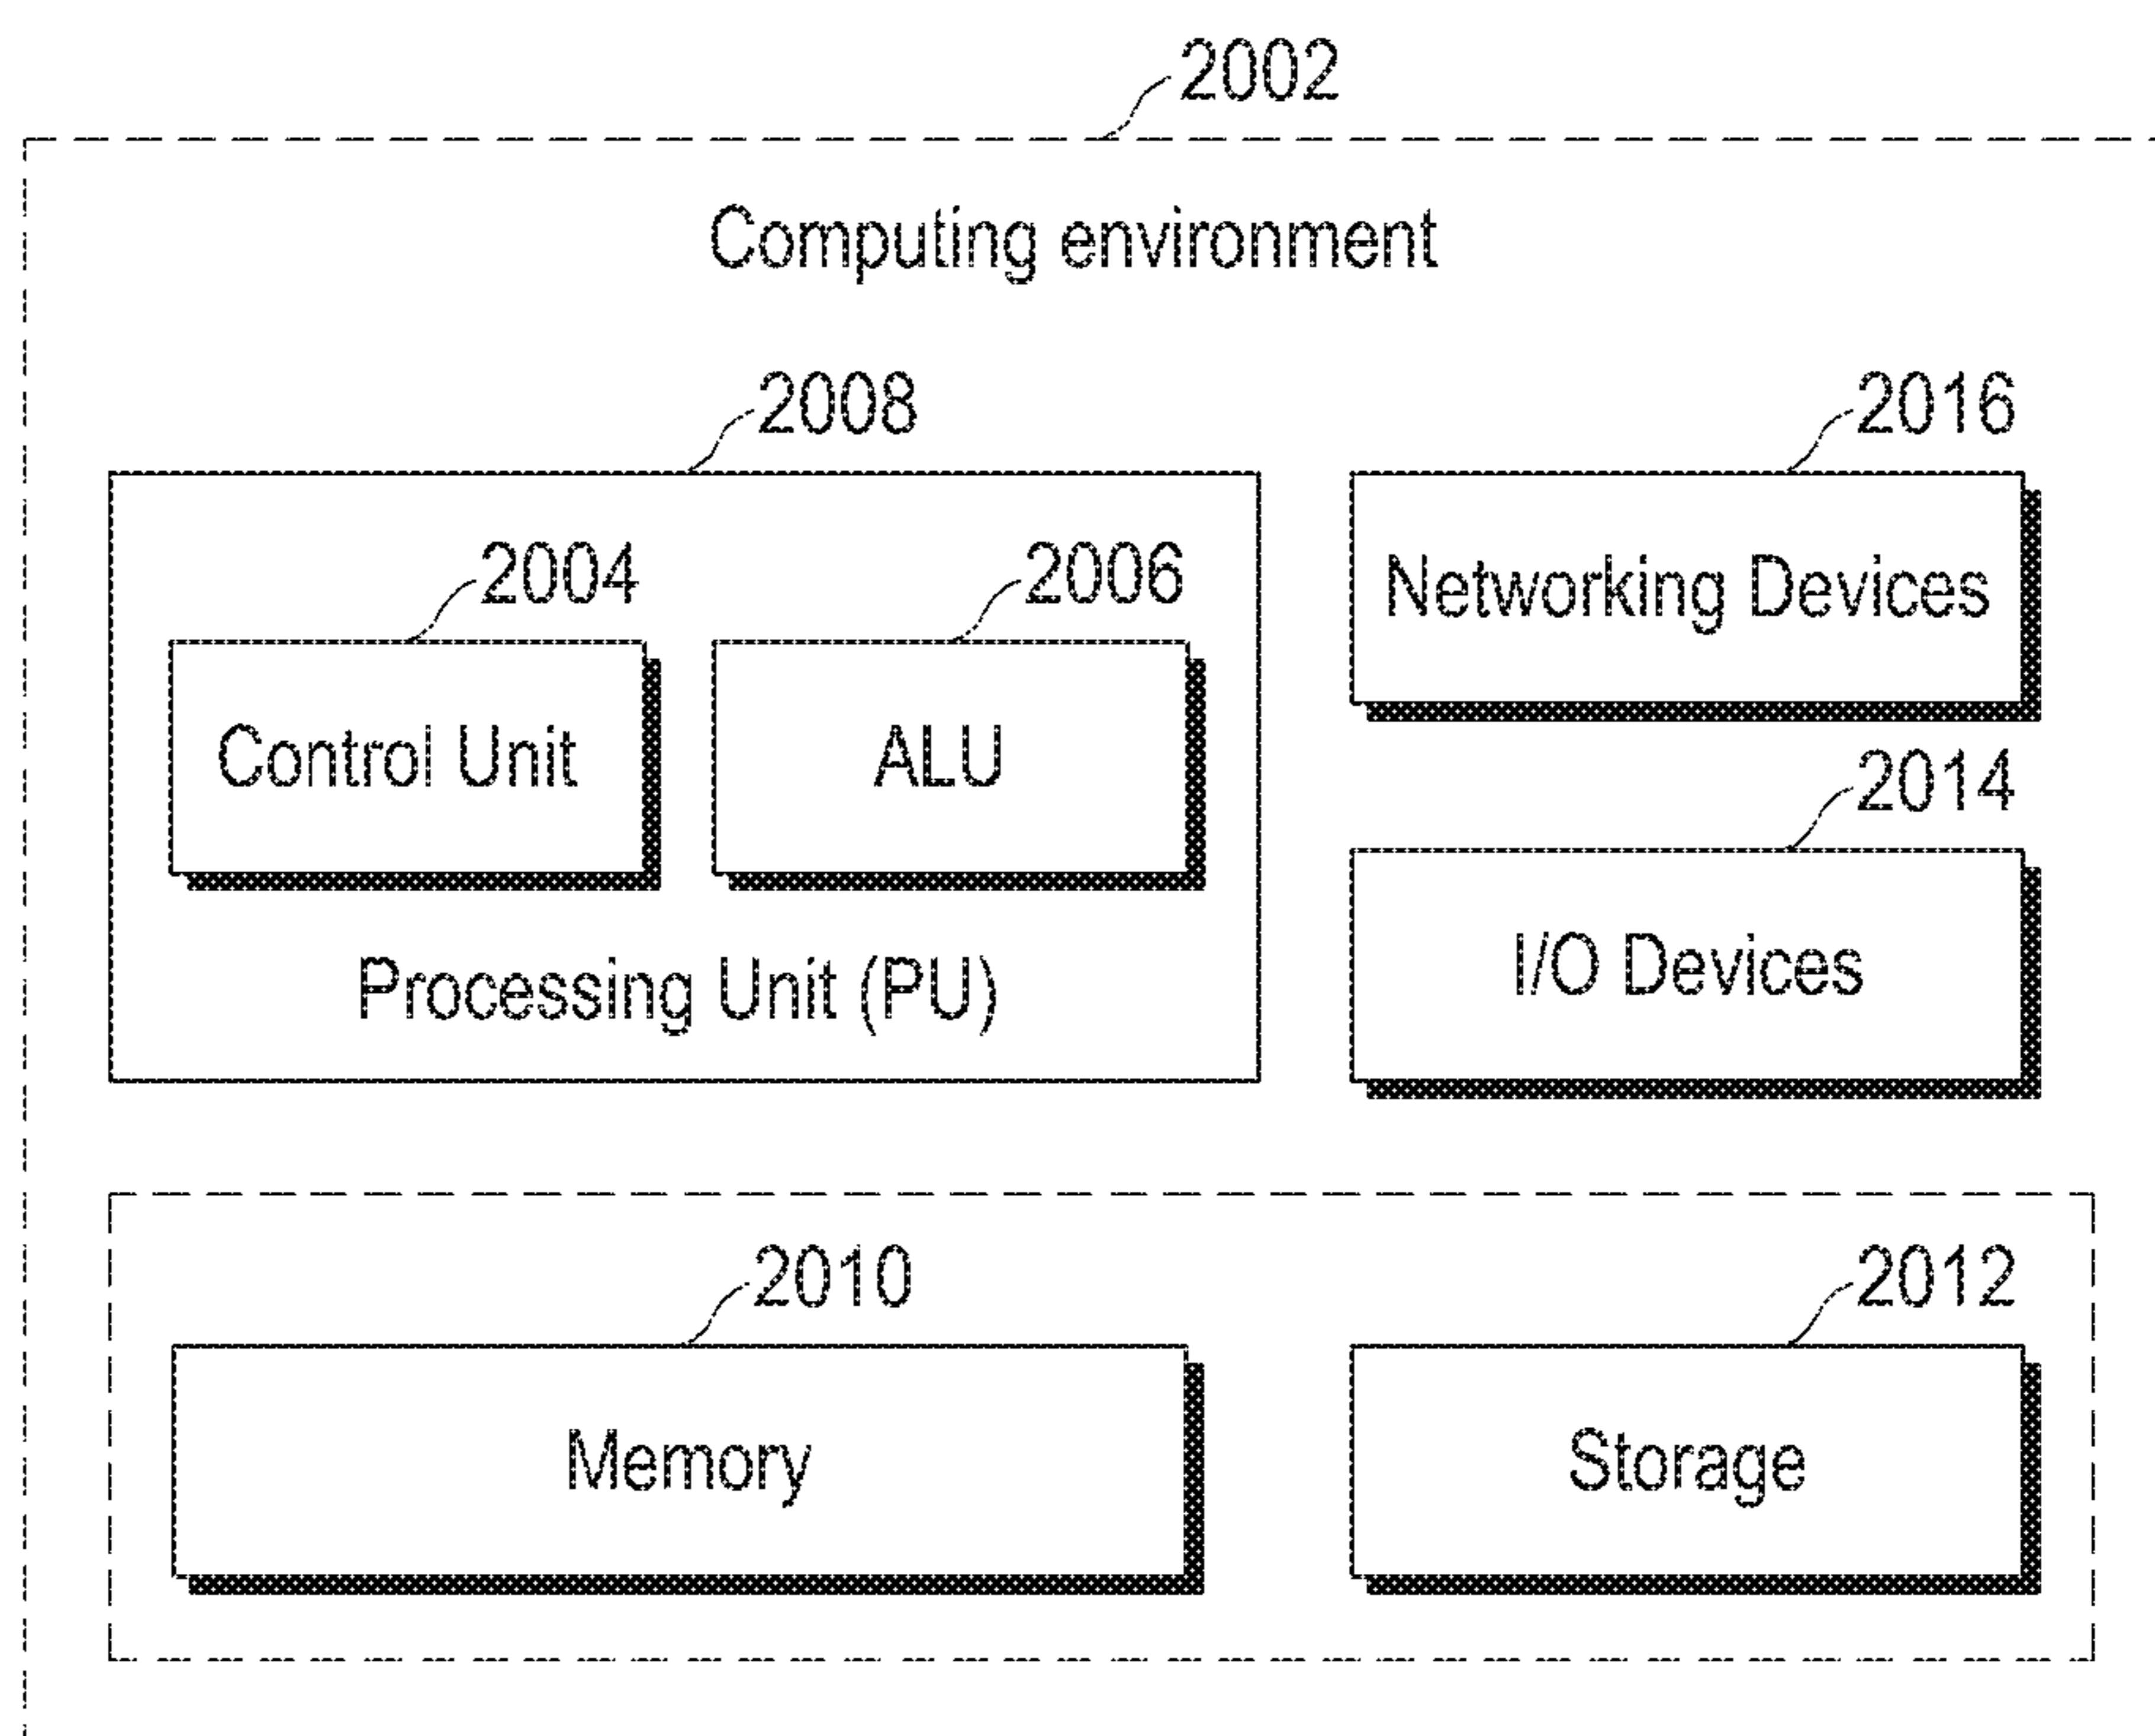 2002
Computing environment
2008
2016
2004
2006
Networking Devices
Control Unit
ALU
2014
Processing Unit (PU)
I/O Devices
2010
2012
Memory
Storage